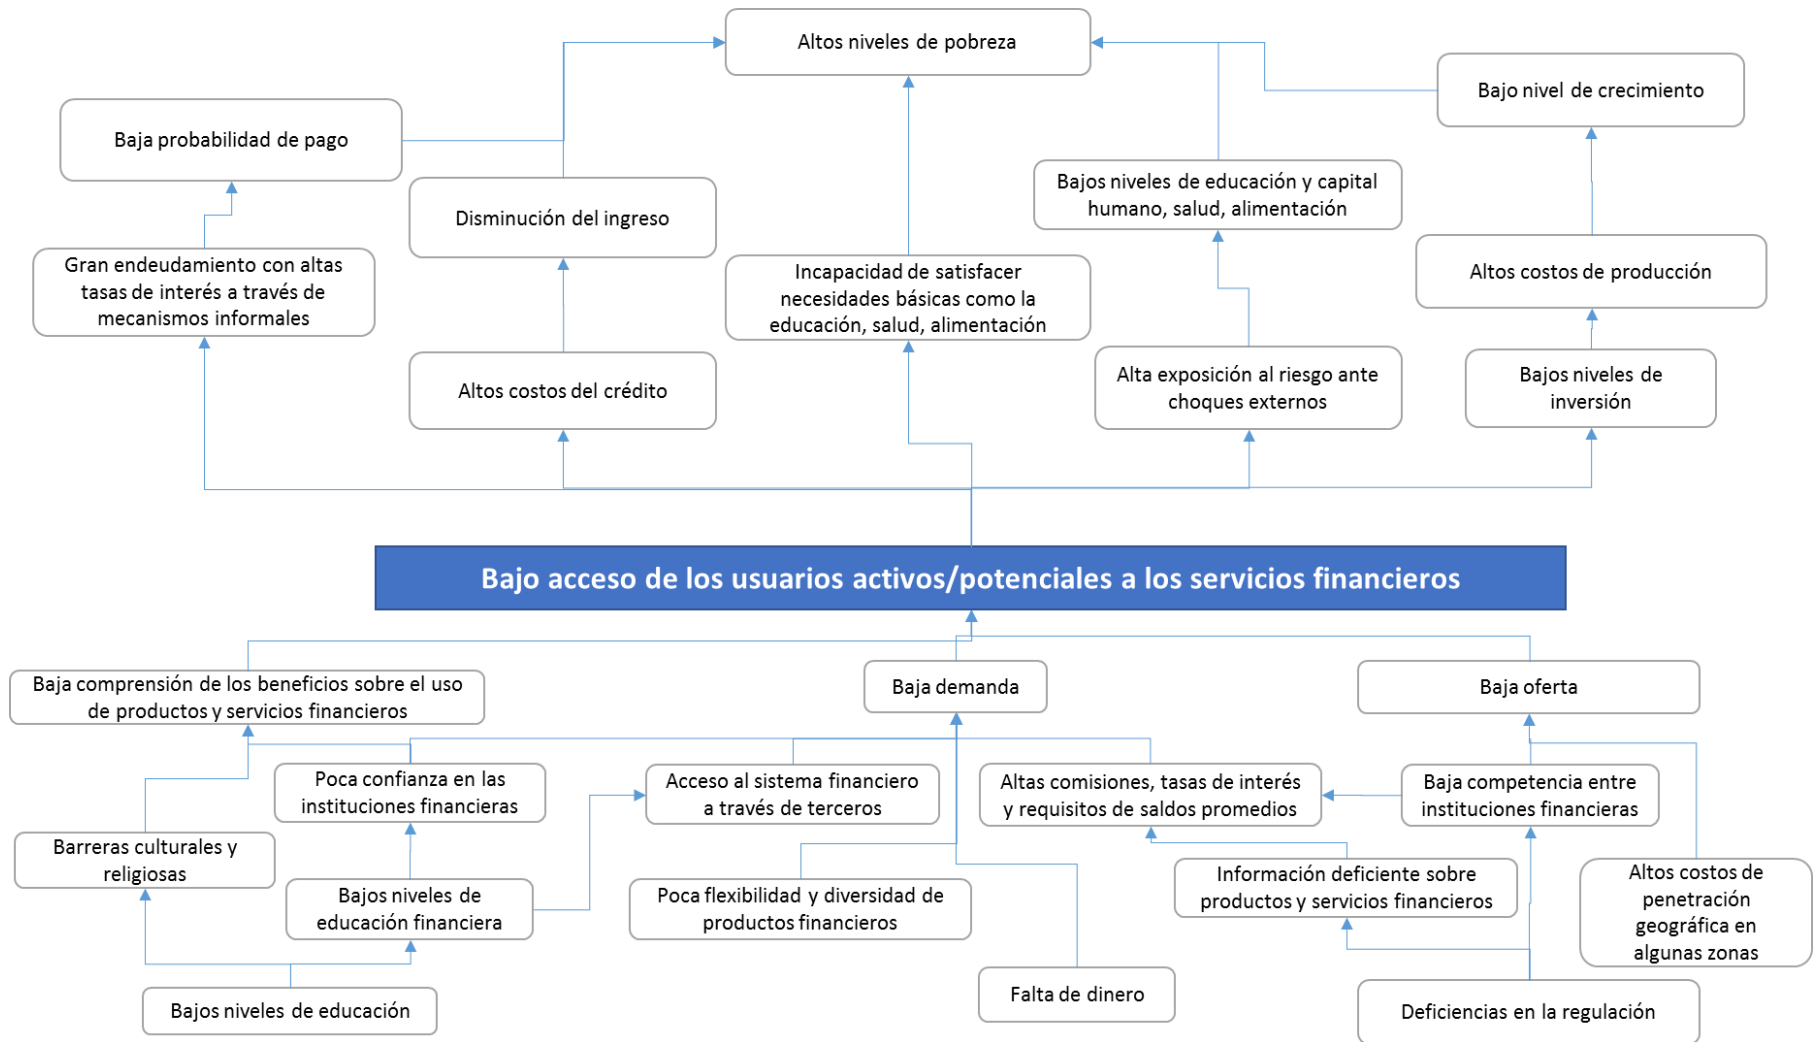 Altos niveles de pobreza
Bajo nivel de crecimiento
Baja probabilidad de pago
Bajos niveles de educación y capital
humano, salud, alimentación
Disminución del ingreso
Gran endeudamiento con altas
tasas de interés a través de
mecanismos informales
Incapacidad de satisfacer
necesidades básicas como la
educación, salud, alimentación
Altos costos de producción
Altos costos del crédito
Alta exposición al riesgo ante
choques externos
Bajos niveles de
inversión
Bajo acceso de los usuarios activos/potenciales a los servicios financieros
Baja comprensión de los beneficios sobre el uso
de productos y servicios financieros
Baja demanda
Baja oferta
Poca confianza en las
instituciones financieras
Acceso al sistema financiero
a través de terceros
Altas comisiones, tasas de interés
y requisitos de saldos promedios
Baja competencia entre
instituciones financieras
Barreras culturales y
religiosas
Bajos niveles de
educación financiera
Poca flexibilidad y diversidad de
productos financieros
Información deficiente sobre
productos y servicios financieros
Altos costos de
penetración
geográfica en
algunas zonas
Bajos niveles de educación
Falta de dinero
Deficiencias en la regulación